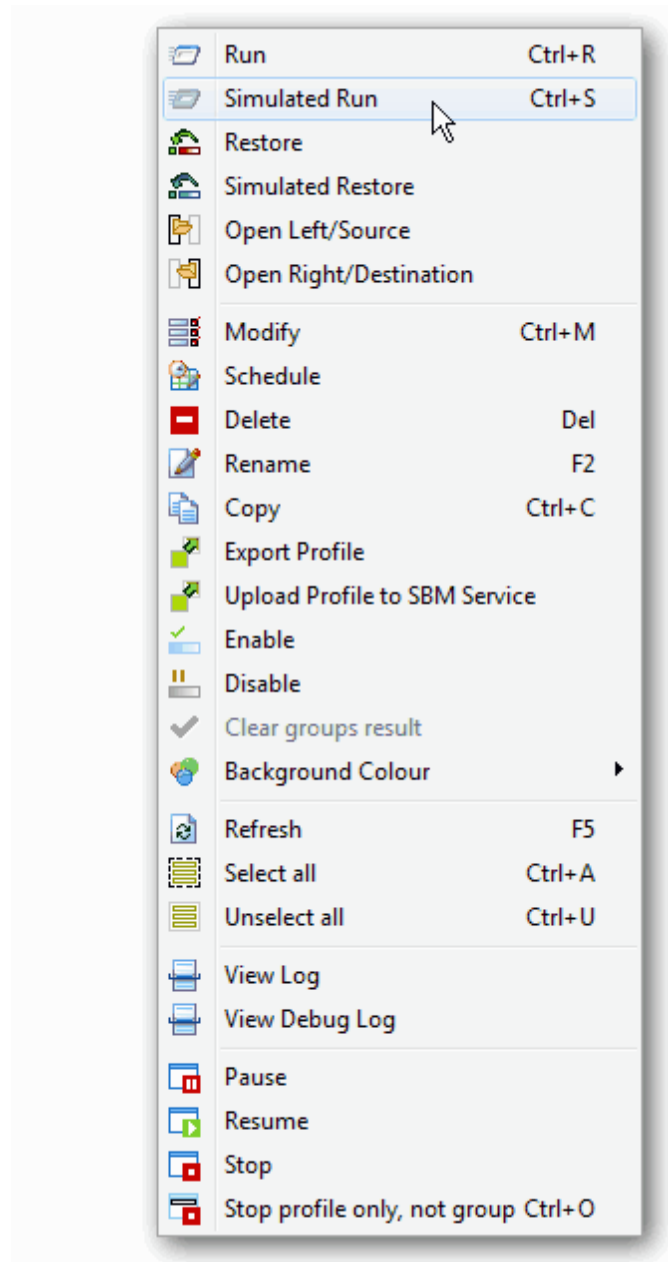 Run Ctrl+R
Simulated Run Ctrl+S
Restore
Simulated Restore
Open Left/Source
Open Right/Destination
Modify Ctrl+M
Schedule
Delete Del
Rename F2
Copy Ctrl+C
Export Profile
Upload Profile to SBM Service
Enable
Disable
Clear groups result
Background Colour
Refresh F5
Select all Ctrl+A
Unselect all Ctrl+U
View Log
View Debug Log
Pause
Resume
Stop
Stop profile only, not group Ctrl+O